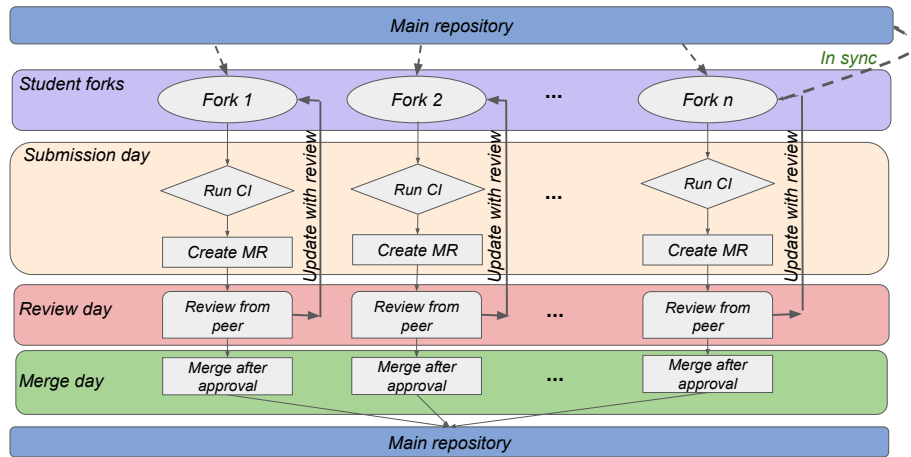 Main repository
In sync
Student forks
Fork 1
Fork 2
...
Fork n
Update with review
Update with review
Update with review
Submission day
Run CI
Run CI
...
Run CI
Create MR
Create MR
Create MR
Review day
Review from
peer
Review from
peer
...
Review from
peer
Merge day
Merge after
approval
Merge after
approval
...
Merge after
approval
Main repository